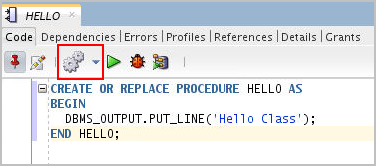 HELLO
Code Dependencies Errors Profiles References Details Grants
CREATE OR REPLACE PROCEDURE HELLO AS
BEGIN
DBMS_OUTPUT.PUT_LINE('Hello Class');
END HELLO;